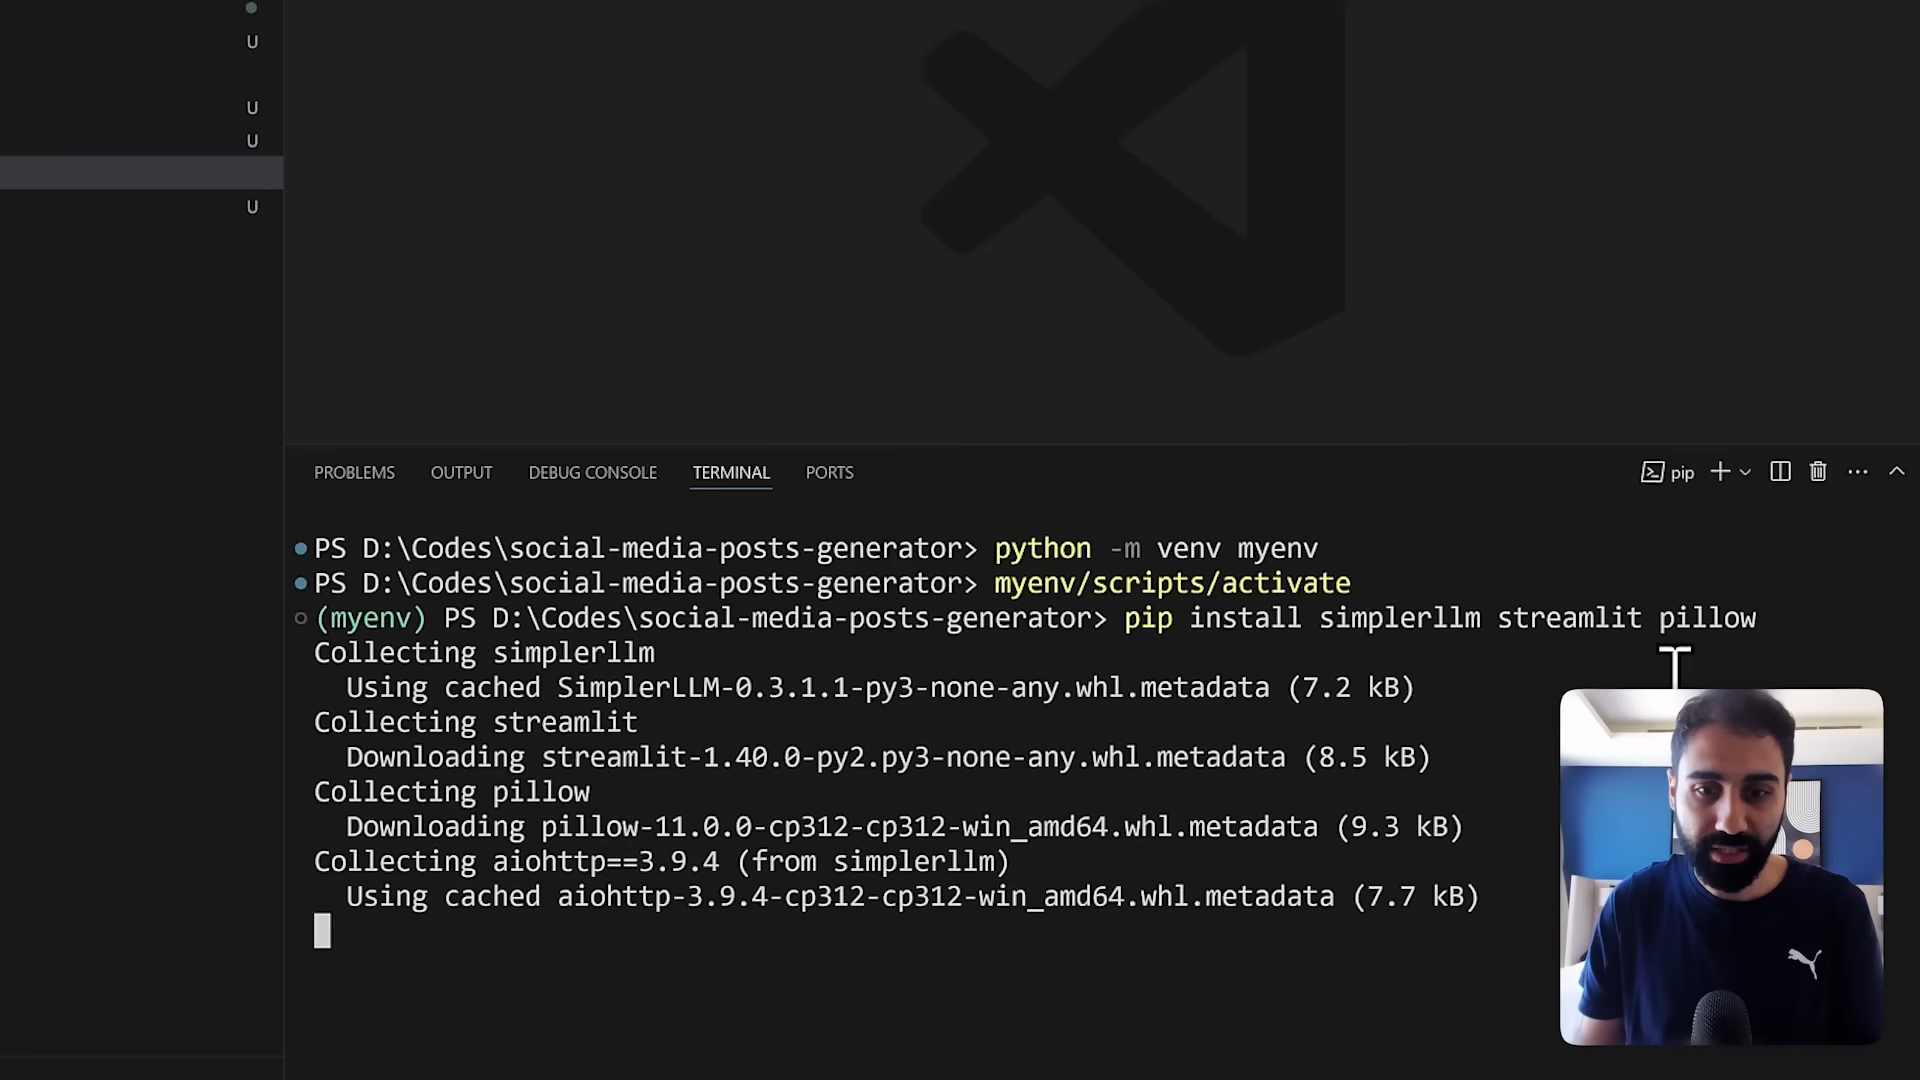 U
U
U
U
PROBLEMS OUTPUT DEBUG CONSOLE TERMINAL PORTS pip
PS D:\Codes\social-media-posts-generator> python -m venv myenv
PS D:\Codes\social-media-posts-generator> myenv/scripts/activate
(myenv) PS D:\Codes\social-media-posts-generator> pip install simplerllm streamlit pillow
Collecting simplerllm
Using cached SimplerLLM-0.3.1.1-py3-none-any.whl.metadata (7.2 kB)
Collecting streamlit
Downloading streamlit-1.40.0-py2.py3-none-any.whl.metadata (8.5 kB)
Collecting pillow
Downloading pillow-11.0.0-cp312-cp312-win_amd64.whl.metadata (9.3 kB)
Collecting aiohttp==3.9.4 (from simplerllm)
Using cached aiohttp-3.9.4-cp312-cp312-win_amd64.whl.metadata (7.7 kB)